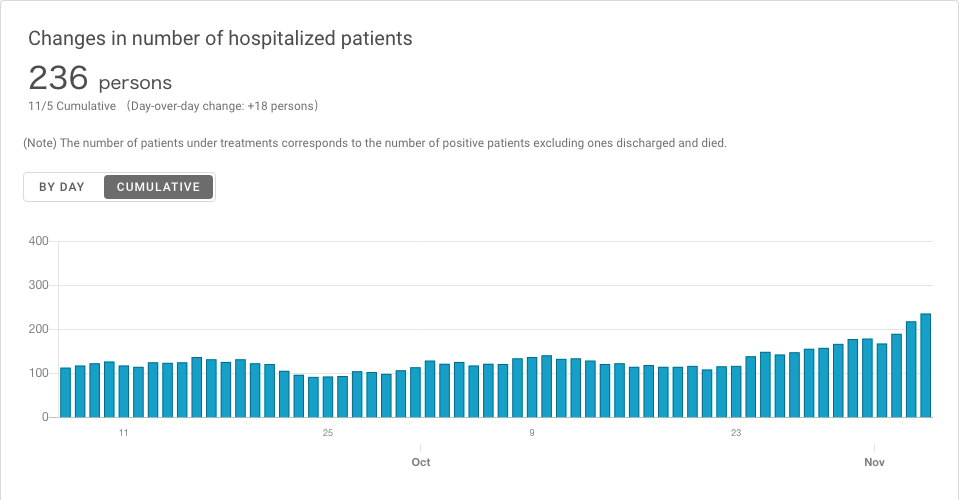 Changes in number of hospitalized patients
236 persons
11/5 Cumulative （Day-over-day change: +18 persons）
(Note) The number of patients under treatments corresponds to the number of positive patients excluding ones discharged and died.
BY DAY CUMULATIVE
400
300
200
100
0
11 25 9 23
Oct Nov